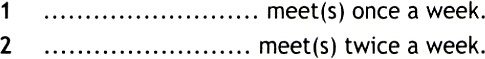 1 .......................... meet(s) once a week.
2 ......................... meet(s) twice a week.